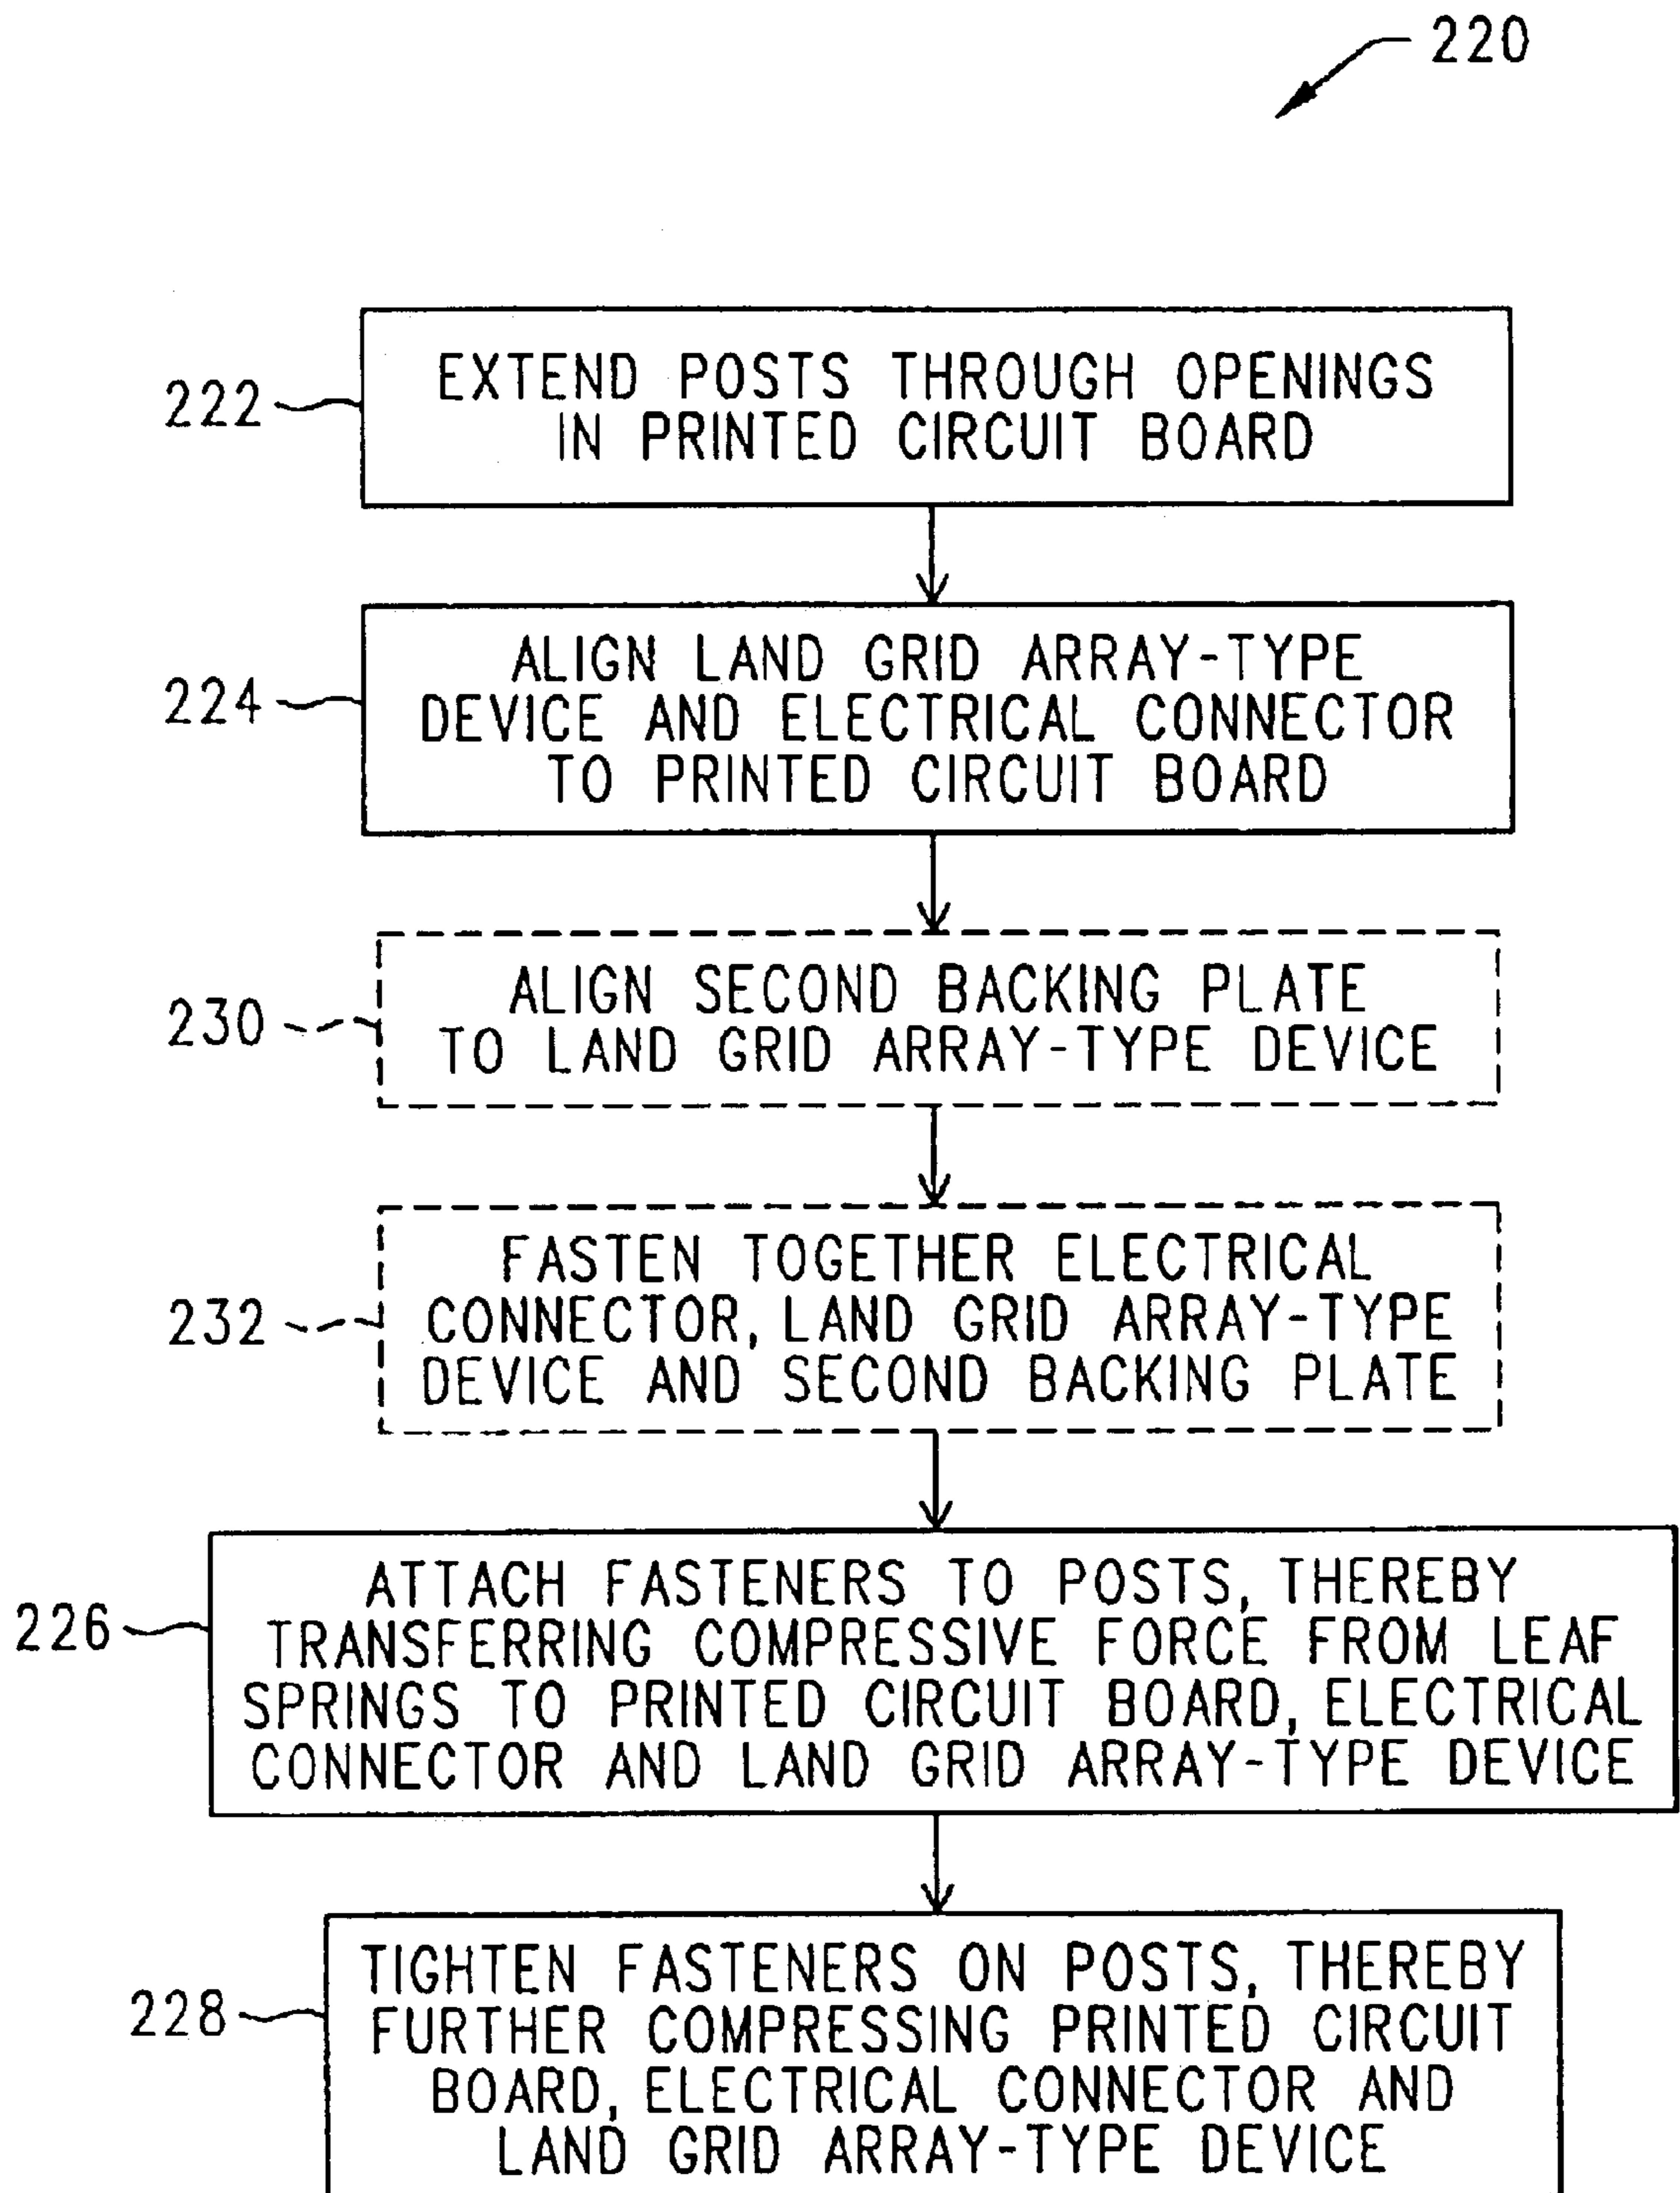 220
222
EXTEND POSTS THROUGH OPENINGS
IN PRINTED CIRCUIT BOARD
224
ALIGN LAND GRID ARRAY-TYPE
DEVICE AND ELECTRICAL CONNECTOR
TO PRINTED CIRCUIT BOARD
230
ALIGN SECOND BACKING PLATE
TO LAND GRID ARRAY-TYPE DEVICE
232
FASTEN TOGETHER ELECTRICAL
CONNECTOR, LAND GRID ARRAY-TYPE
DEVICE AND SECOND BACKING PLATE
226
ATTACH FASTENERS TO POSTS, THEREBY
TRANSFERRING COMPRESSIVE FORCE FROM LEAF
SPRINGS TO PRINTED CIRCUIT BOARD, ELECTRICAL
CONNECTOR AND LAND GRID ARRAY-TYPE DEVICE
228
TIGHTEN FASTENERS ON POSTS, THEREBY
FURTHER COMPRESSING PRINTED CIRCUIT
BOARD, ELECTRICAL CONNECTOR AND
LAND GRID ARRAY-TYPE DEVICE